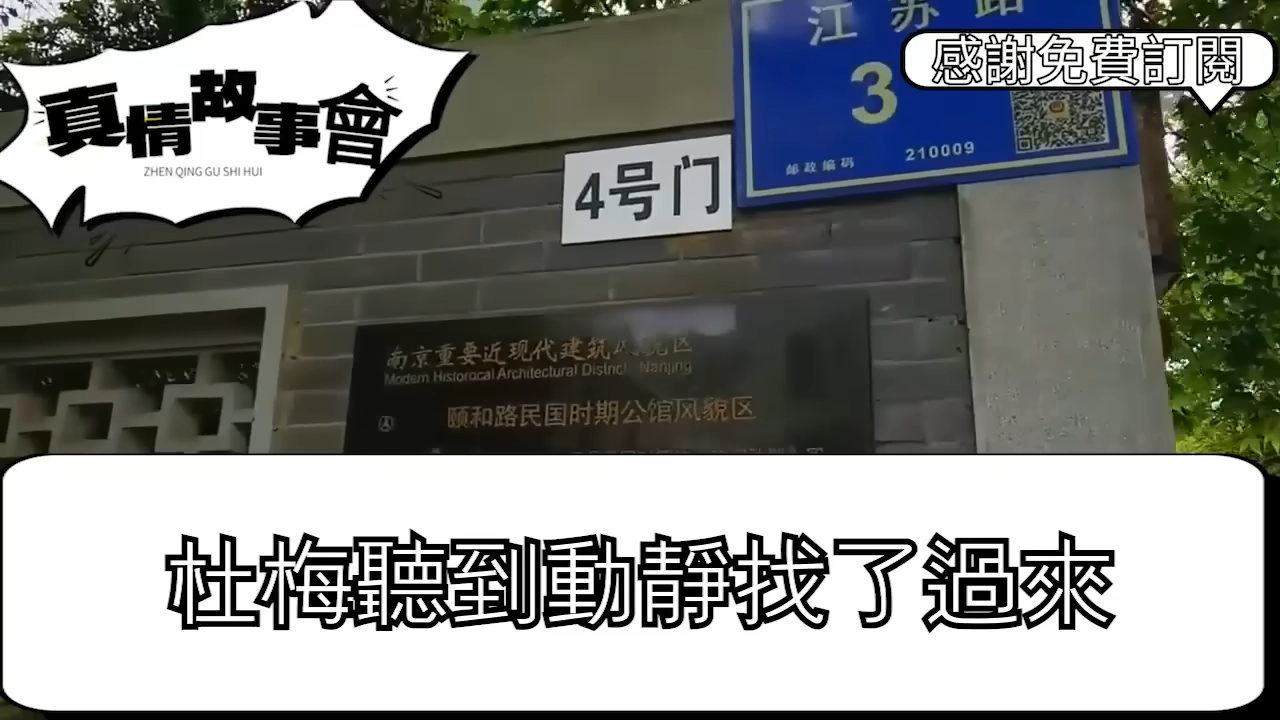 真情故事會
ZHEN QING GU SHI HUI
江苏路
3
邮政编码 210009
感謝免費訂閱
4号门
南京重要近现代建筑风貌区
Modern Historocal Architectural District Nanjing
颐和路民国时期公馆风貌区
杜梅聽到動靜找了過來